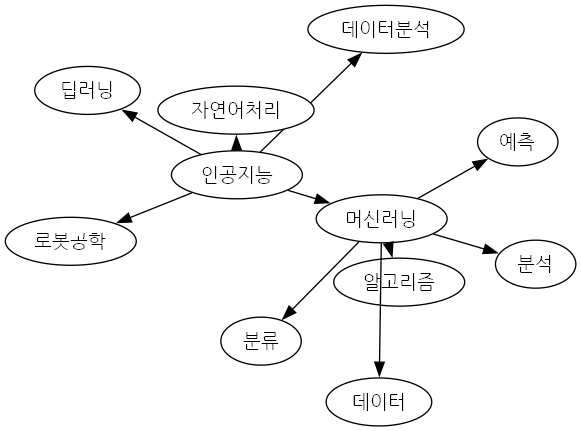 데이터분석
딥러닝
자연어처리
예측
인공지능
머신러닝
로봇공학
분석
알고리즘
분류
데이터